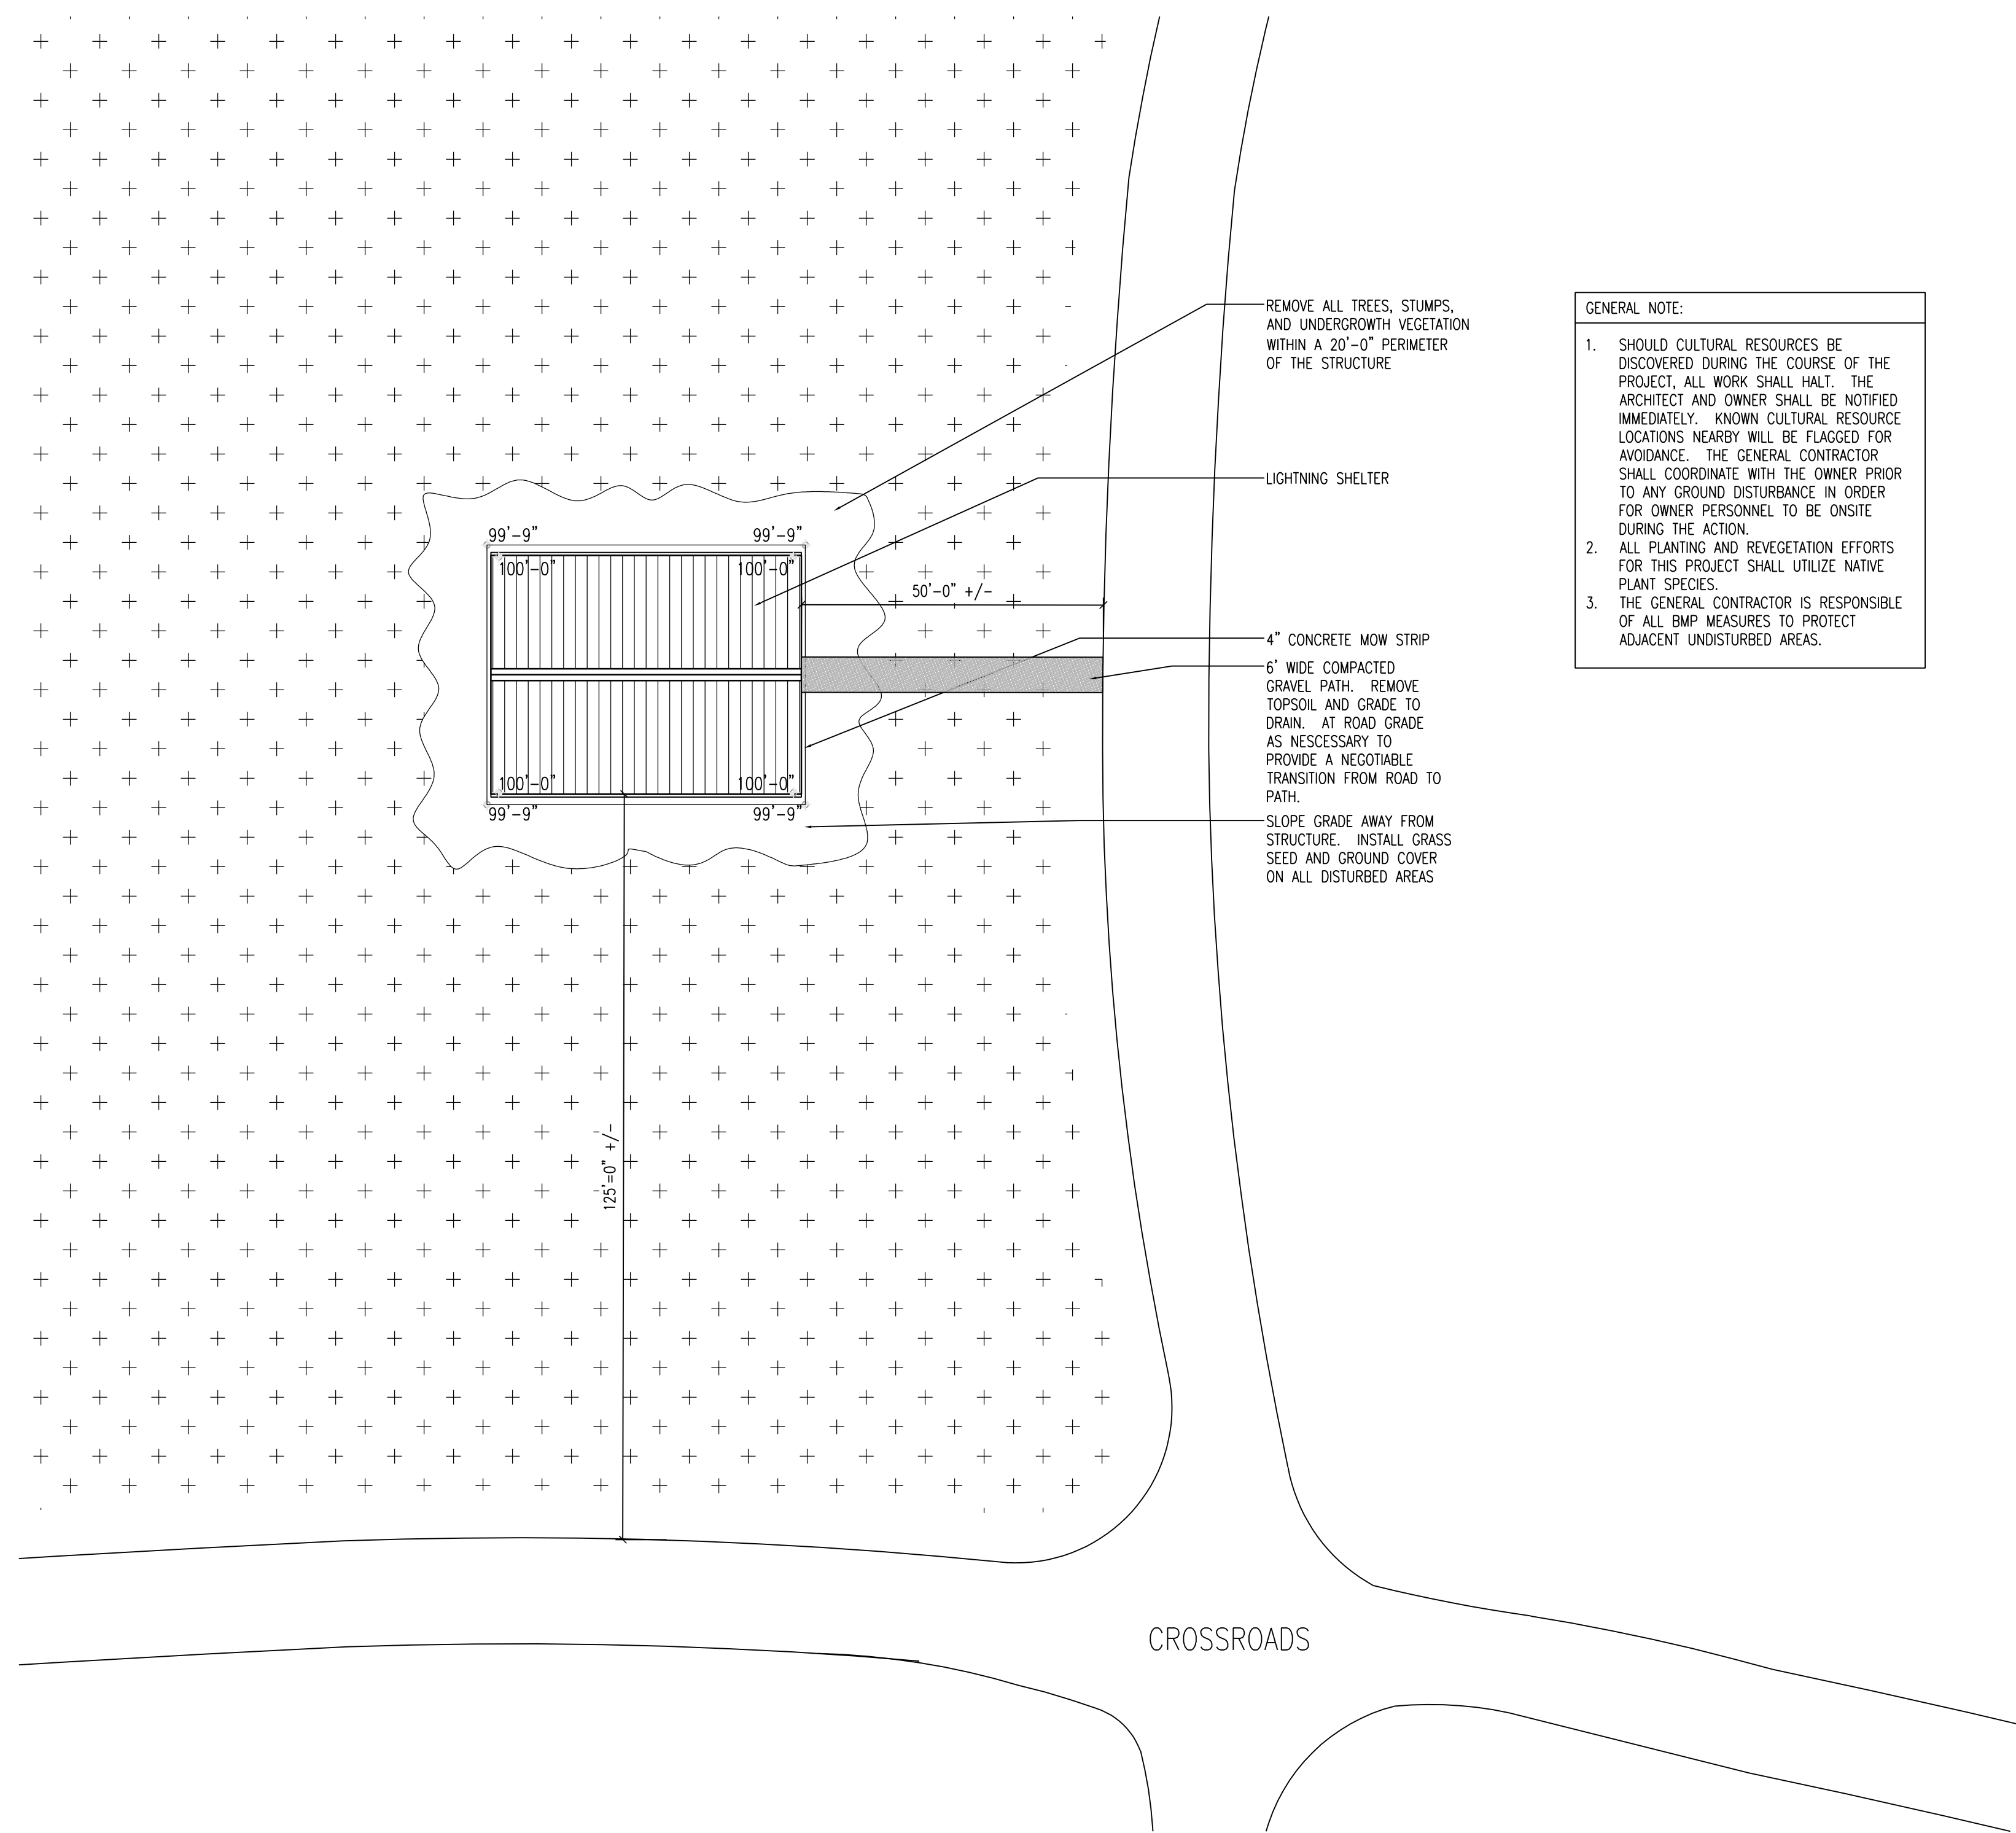 REMOVE ALL TREES, STUMPS,
AND UNDERGROWTH VEGETATION
WITHIN A 20'-0" PERIMETER
OF THE STRUCTURE
LIGHTNING SHELTER
99'-9"
99'-9"
100'-0"
100'-0"
50'-0" +/-
4" CONCRETE MOW STRIP
6' WIDE COMPACTED
GRAVEL PATH. REMOVE
TOPSOIL AND GRADE TO
DRAIN. AT ROAD GRADE
AS NESCESSARY TO
PROVIDE A NEGOTIABLE
TRANSITION FROM ROAD TO
PATH.
100'-0"
100'-0"
99'-9"
99'-9"
SLOPE GRADE AWAY FROM
STRUCTURE. INSTALL GRASS
SEED AND GROUND COVER
ON ALL DISTURBED AREAS
125'=0" +/-
CROSSROADS
GENERAL NOTE:
1. SHOULD CULTURAL RESOURCES BE
DISCOVERED DURING THE COURSE OF THE
PROJECT, ALL WORK SHALL HALT. THE
ARCHITECT AND OWNER SHALL BE NOTIFIED
IMMEDIATELY. KNOWN CULTURAL RESOURCE
LOCATIONS NEARBY WILL BE FLAGGED FOR
AVOIDANCE. THE GENERAL CONTRACTOR
SHALL COORDINATE WITH THE OWNER PRIOR
TO ANY GROUND DISTURBANCE IN ORDER
FOR OWNER PERSONNEL TO BE ONSITE
DURING THE ACTION.
2. ALL PLANTING AND REVEGETATION EFFORTS
FOR THIS PROJECT SHALL UTILIZE NATIVE
PLANT SPECIES.
3. THE GENERAL CONTRACTOR IS RESPONSIBLE
OF ALL BMP MEASURES TO PROTECT
ADJACENT UNDISTURBED AREAS.